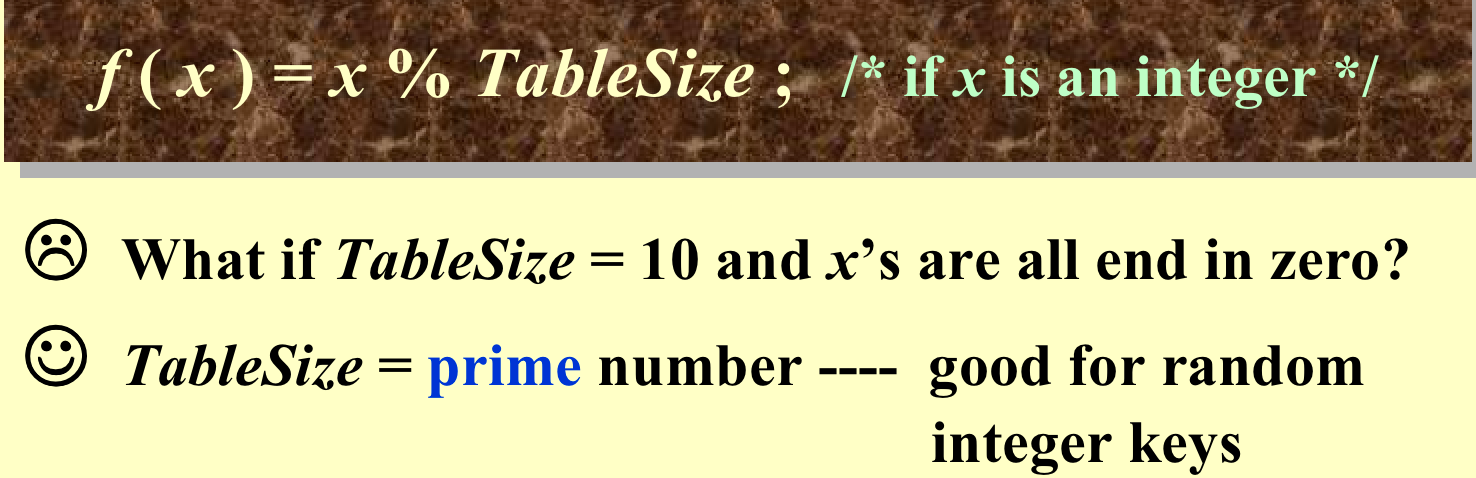 f ( x ) = x % TableSize ; /* if x is an integer */
What if TableSize = 10 and x’s are all end in zero?
TableSize = prime number ---- good for random
integer keys